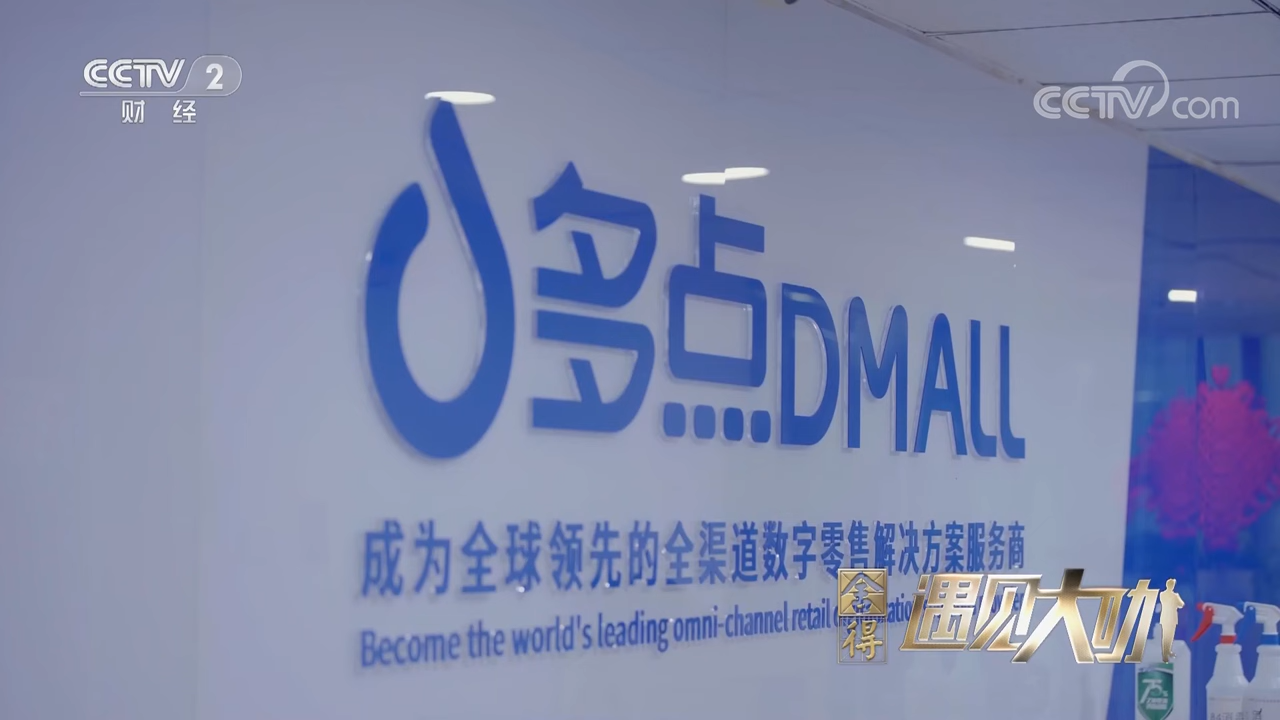 CCTV 2
财经
CCTV.com
多点DMALL
成为全球领先的全渠道数字零售解决方案服务商
Become the world's leading omni-channel retail
舍得
遇见大咖
75%